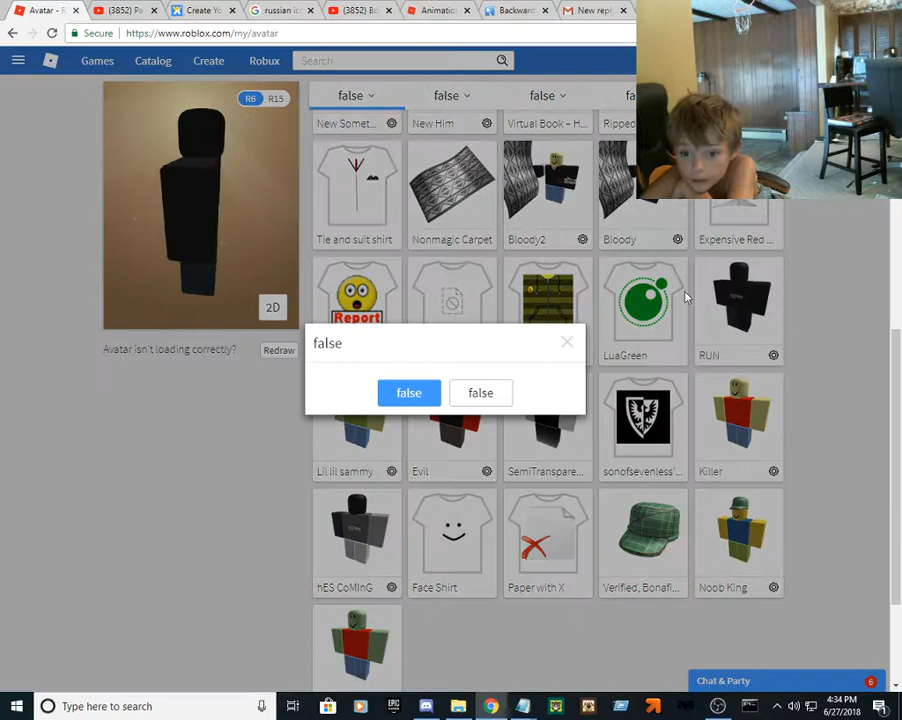 Avatar - R
(3852) Pa
Create Yo
russian ic
(3852) Bo
Animation
Backward
New reply
Secure
https://www.roblox.com/my/avatar
Games
Catalog
Create
Robux
Search
R6 R15
false
false
false
New Somet...
New Him
Virtual Book – H...
Ripped
Tie and suit shirt
Nonmagic Carpet
Bloody2
Bloody
Expensive Red ...
2D
Report
LuaGreen
RUN
Avatar isn't loading correctly?
Redraw
false
false
false
Lil lil sammy
Evil
SemiTranspare...
sonofsevenless'...
Killer
hES CoMInG
Face Shirt
Paper with X
Verified, Bonafi...
Noob King
Chat & Party
6
Type here to search
4:34 PM
6/27/2018